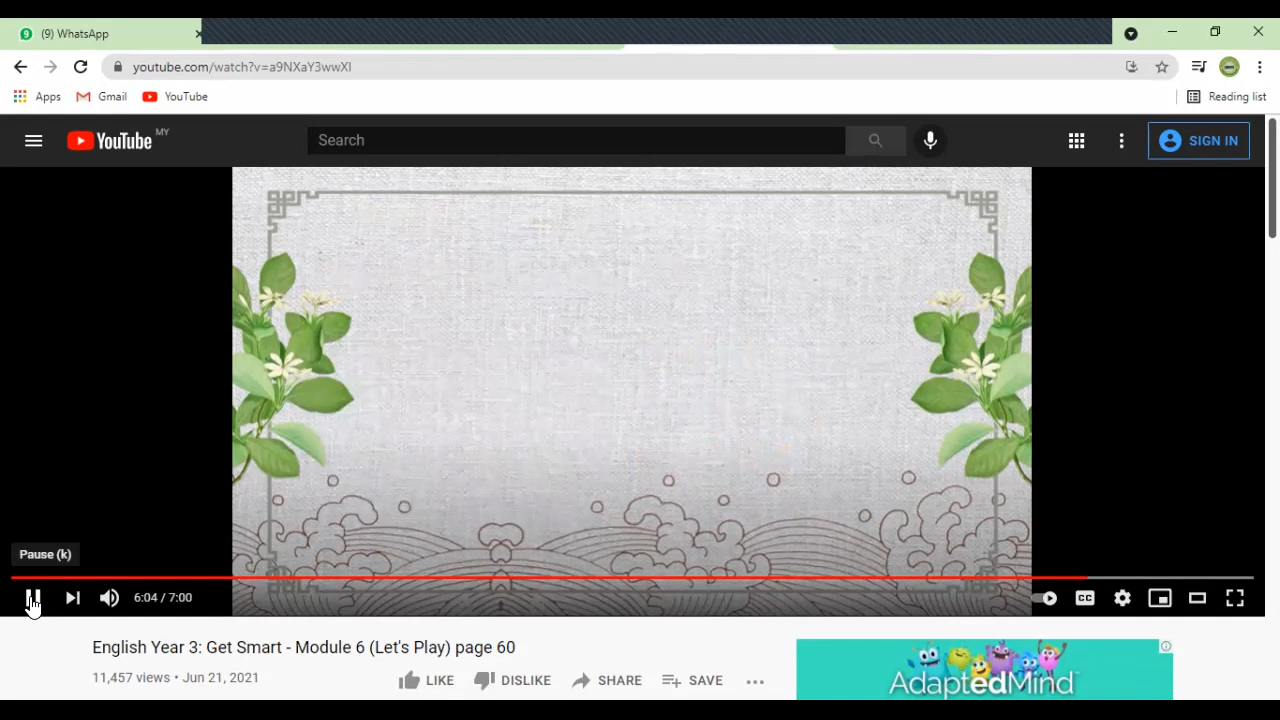 9 (9) WhatsApp
youtube.com/watch?v=a9NXaY3wwXI
Apps Gmail YouTube Reading list
YouTube MY Search SIGN IN
Pause (k)
6:04 / 7:00 CC
English Year 3: Get Smart - Module 6 (Let's Play) page 60
11,457 views • Jun 21, 2021 LIKE DISLIKE SHARE SAVE
AdaptedMind